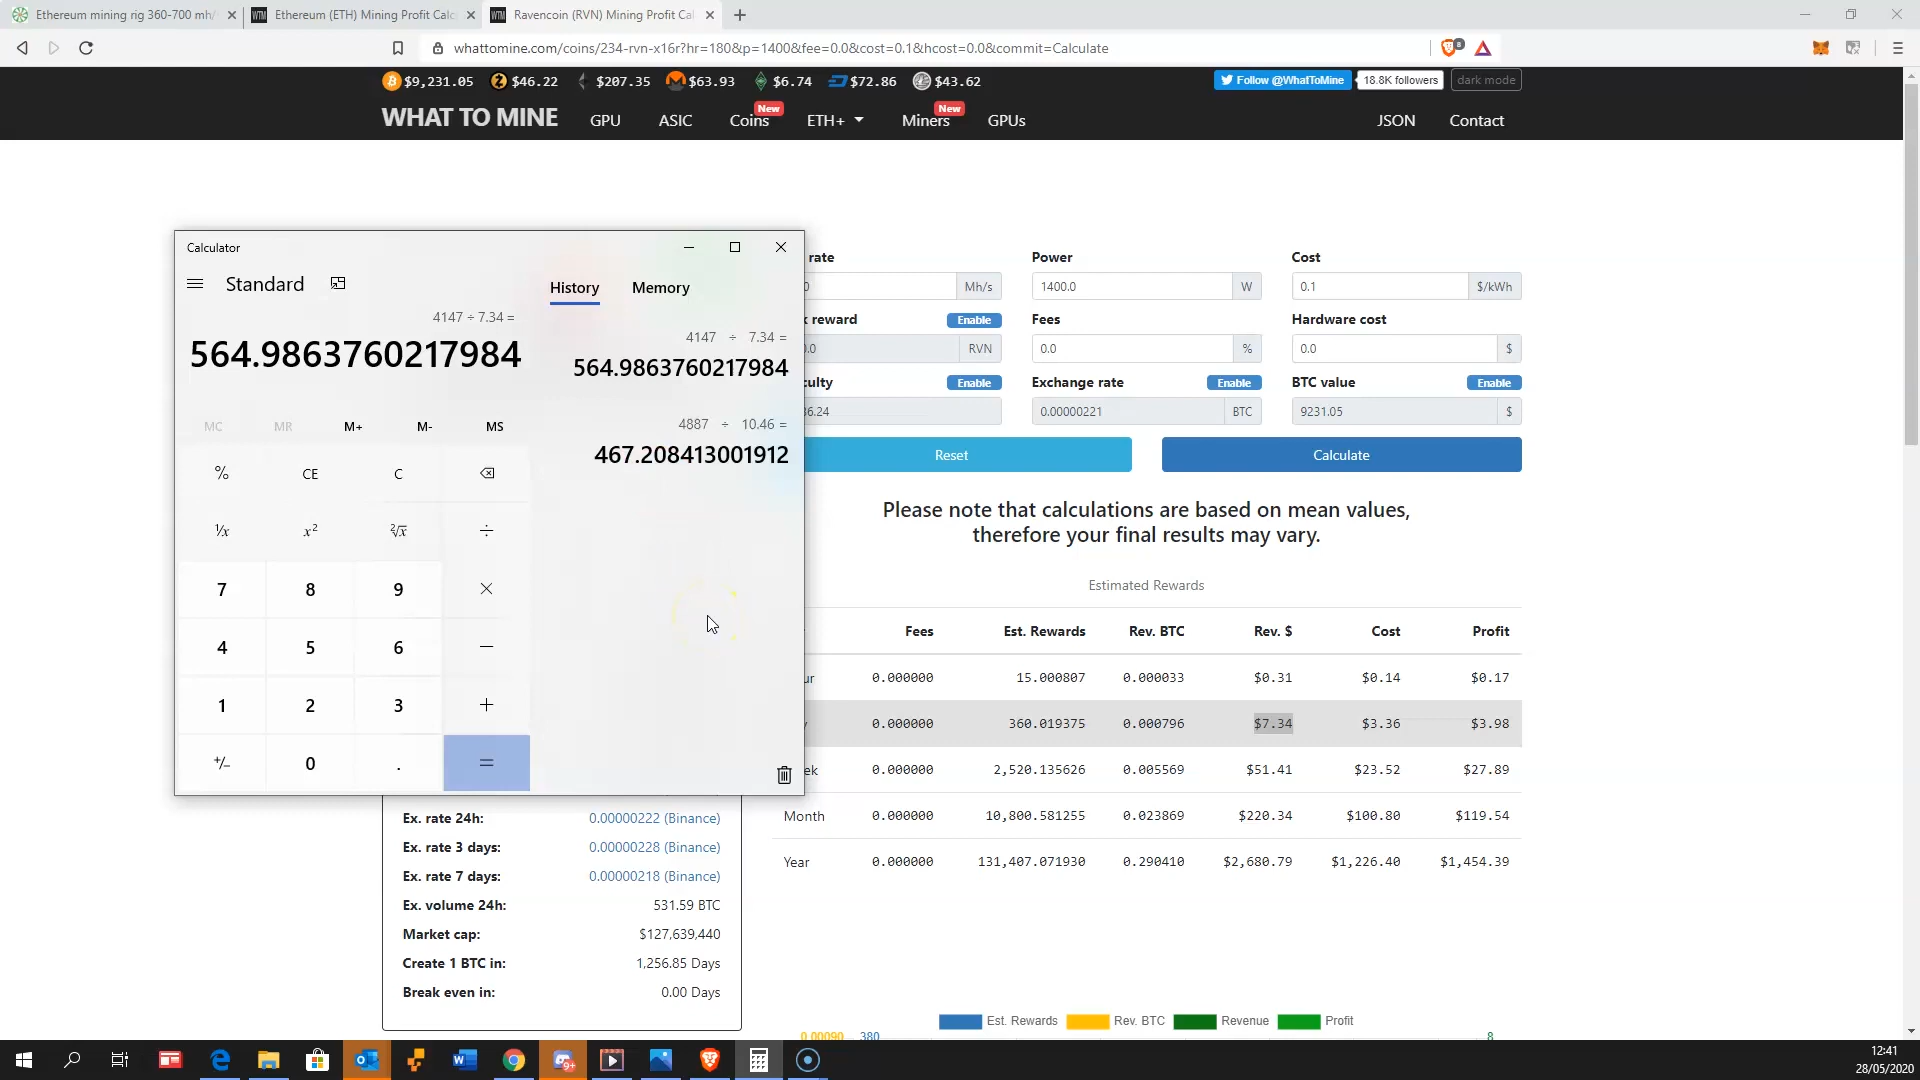 Ethereum mining rig 360-700 mh/
Ethereum (ETH) Mining Profit Calc
Ravencoin (RVN) Mining Profit Cal
whattomine.com/coins/234-rvn-x16r?hr=180&p=1400&fee=0.0&cost=0.1&hcost=0.0&commit=Calculate
8
$9,231.05 $46.22 $207.35 $63.93 $6.74 $72.86 $43.62
Follow @WhatToMine 18.8K followers dark mode
WHAT TO MINE GPU ASIC Coins New ETH+ Miners New GPUs JSON Contact
Calculator
Standard
History Memory
4147 ÷ 7.34 =
564.9863760217984
4147 ÷ 7.34 =
564.9863760217984
4887 ÷ 10.46 =
467.208413001912
MC MR M+ M- MS
% CE C
¹/x x² ²√x ÷
7 8 9 ×
4 5 6 −
1 2 3 +
+/− 0 . =
rate Power Cost
0 Mh/s 1400.0 W 0.1 $/kWh
reward Enable Fees Hardware cost
.0 RVN 0.0 % 0.0 $
ulty Enable Exchange rate Enable BTC value Enable
6.24 0.00000221 BTC 9231.05 $
Reset Calculate
Please note that calculations are based on mean values,
therefore your final results may vary.
Estimated Rewards
Fees Est. Rewards Rev. BTC Rev. $ Cost Profit
ur 0.000000 15.000807 0.000033 $0.31 $0.14 $0.17
y 0.000000 360.019375 0.000796 $7.34 $3.36 $3.98
ek 0.000000 2,520.135626 0.005569 $51.41 $23.52 $27.89
Month 0.000000 10,800.581255 0.023869 $220.34 $100.80 $119.54
Year 0.000000 131,407.071930 0.290410 $2,680.79 $1,226.40 $1,454.39
Ex. rate 24h: 0.00000222 (Binance)
Ex. rate 3 days: 0.00000228 (Binance)
Ex. rate 7 days: 0.00000218 (Binance)
Ex. volume 24h: 531.59 BTC
Market cap: $127,639,440
Create 1 BTC in: 1,256.85 Days
Break even in: 0.00 Days
Est. Rewards Rev. BTC Revenue Profit
0.00090 380 8
9+
12:41
28/05/2020